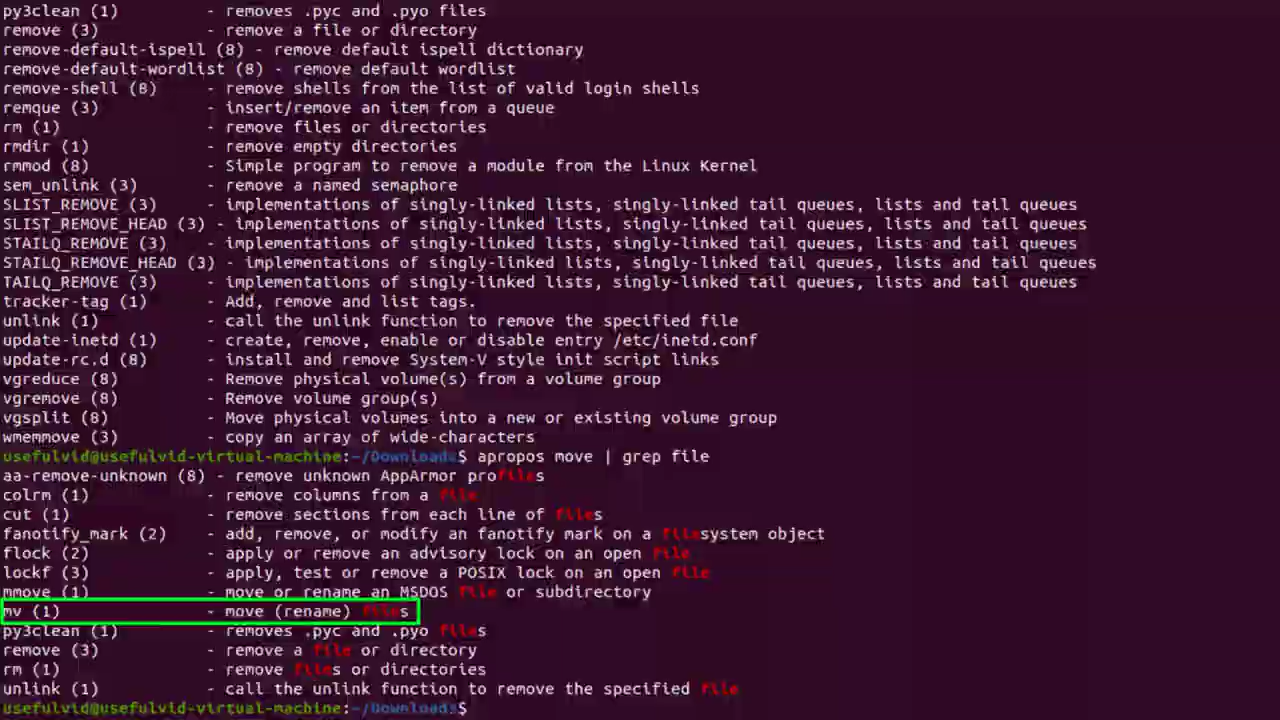 py3clean (1)         - removes .pyc and .pyo files
remove (3)           - remove a file or directory
remove-default-ispell (8) - remove default ispell dictionary
remove-default-wordlist (8) - remove default wordlist
remove-shell (8)     - remove shells from the list of valid login shells
remque (3)           - insert/remove an item from a queue
rm (1)               - remove files or directories
rmdir (1)            - remove empty directories
rmmod (8)            - Simple program to remove a module from the Linux Kernel
sem_unlink (3)       - remove a named semaphore
SLIST_REMOVE (3)     - implementations of singly-linked lists, singly-linked tail queues, lists and tail queues
SLIST_REMOVE_HEAD (3) - implementations of singly-linked lists, singly-linked tail queues, lists and tail queues
STAILQ_REMOVE (3)    - implementations of singly-linked lists, singly-linked tail queues, lists and tail queues
STAILQ_REMOVE_HEAD (3) - implementations of singly-linked lists, singly-linked tail queues, lists and tail queues
TAILQ_REMOVE (3)     - implementations of singly-linked lists, singly-linked tail queues, lists and tail queues
tracker-tag (1)      - Add, remove and list tags.
unlink (1)           - call the unlink function to remove the specified file
update-inetd (1)     - create, remove, enable or disable entry /etc/inetd.conf
update-rc.d (8)      - install and remove System-V style init script links
vgreduce (8)         - Remove physical volume(s) from a volume group
vgremove (8)         - Remove volume group(s)
vgsplit (8)          - Move physical volumes into a new or existing volume group
wmemmove (3)         - copy an array of wide-characters
usefulvid@usefulvid-virtual-machine:~/Downloads$ apropos move | grep file
aa-remove-unknown (8) - remove unknown AppArmor profiles
colrm (1)            - remove columns from a file
cut (1)              - remove sections from each line of files
fanotify_mark (2)    - add, remove, or modify an fanotify mark on a filesystem object
flock (2)            - apply or remove an advisory lock on an open file
lockf (3)            - apply, test or remove a POSIX lock on an open file
mmove (1)            - move or rename an MSDOS file or subdirectory
mv (1)               - move (rename) files
py3clean (1)         - removes .pyc and .pyo files
remove (3)           - remove a file or directory
rm (1)               - remove files or directories
unlink (1)           - call the unlink function to remove the specified file
usefulvid@usefulvid-virtual-machine:~/Downloads$